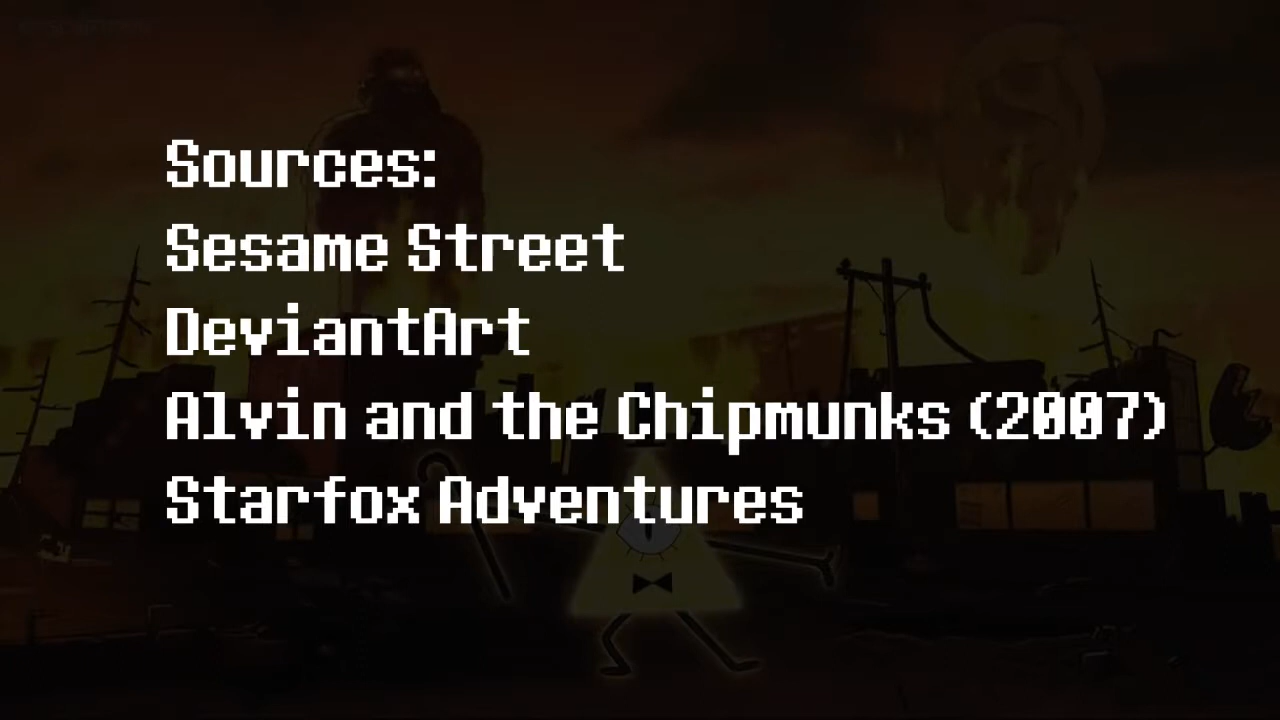 Sources:
Sesame Street
DeviantArt
Alvin and the Chipmunks (2007)
Starfox Adventures